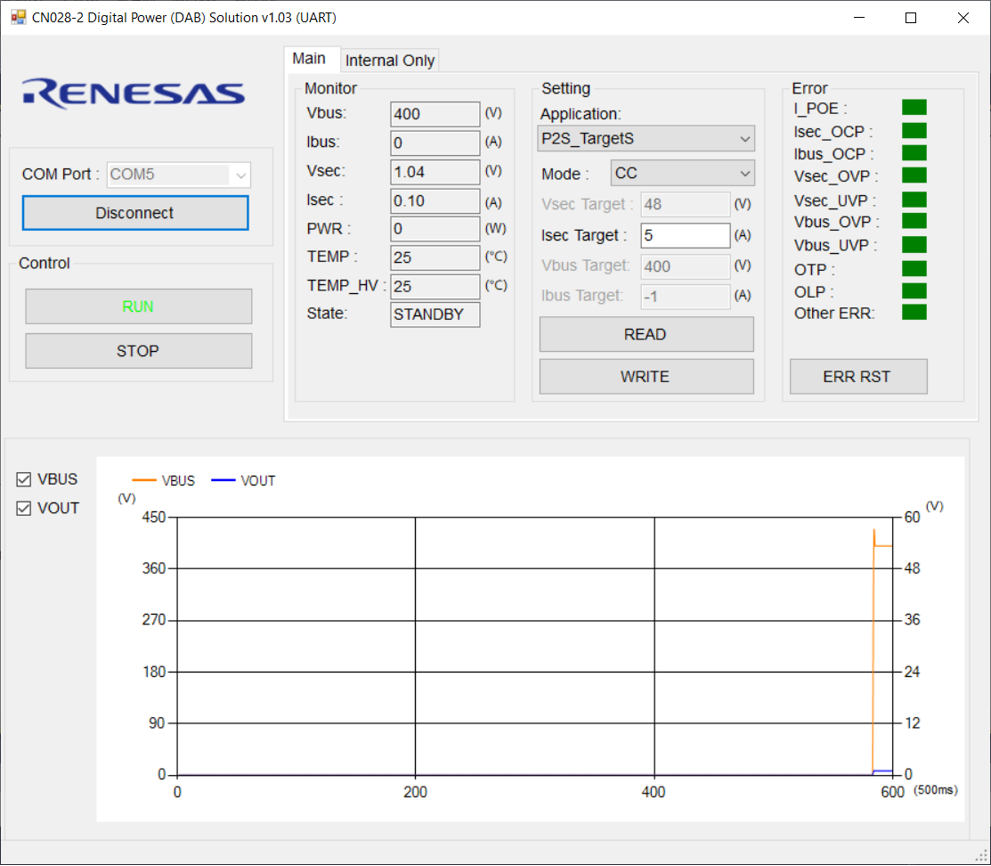 CN028-2 Digital Power (DAB) Solution v1.03 (UART)
RENESAS
COM Port : COM5
Disconnect
Control
RUN
STOP
Main Internal Only
Monitor
Vbus: 400 (V)
Ibus: 0 (A)
Vsec: 1.04 (V)
Isec : 0.10 (A)
PWR : 0 (W)
TEMP : 25 (°C)
TEMP_HV : 25 (°C)
State: STANDBY
Setting
Application:
P2S_TargetS
Mode : CC
Vsec Target : 48 (V)
Isec Target : 5 (A)
Vbus Target: 400 (V)
Ibus Target: -1 (A)
READ
WRITE
Error
I_POE :
Isec_OCP :
Ibus_OCP :
Vsec_OVP :
Vsec_UVP :
Vbus_OVP :
Vbus_UVP :
OTP :
OLP :
Other ERR:
ERR RST
VBUS
VOUT
VBUS VOUT
(V) (V)
450 60
360 48
270 36
180 24
90 12
0 0
0 200 400 600 (500ms)